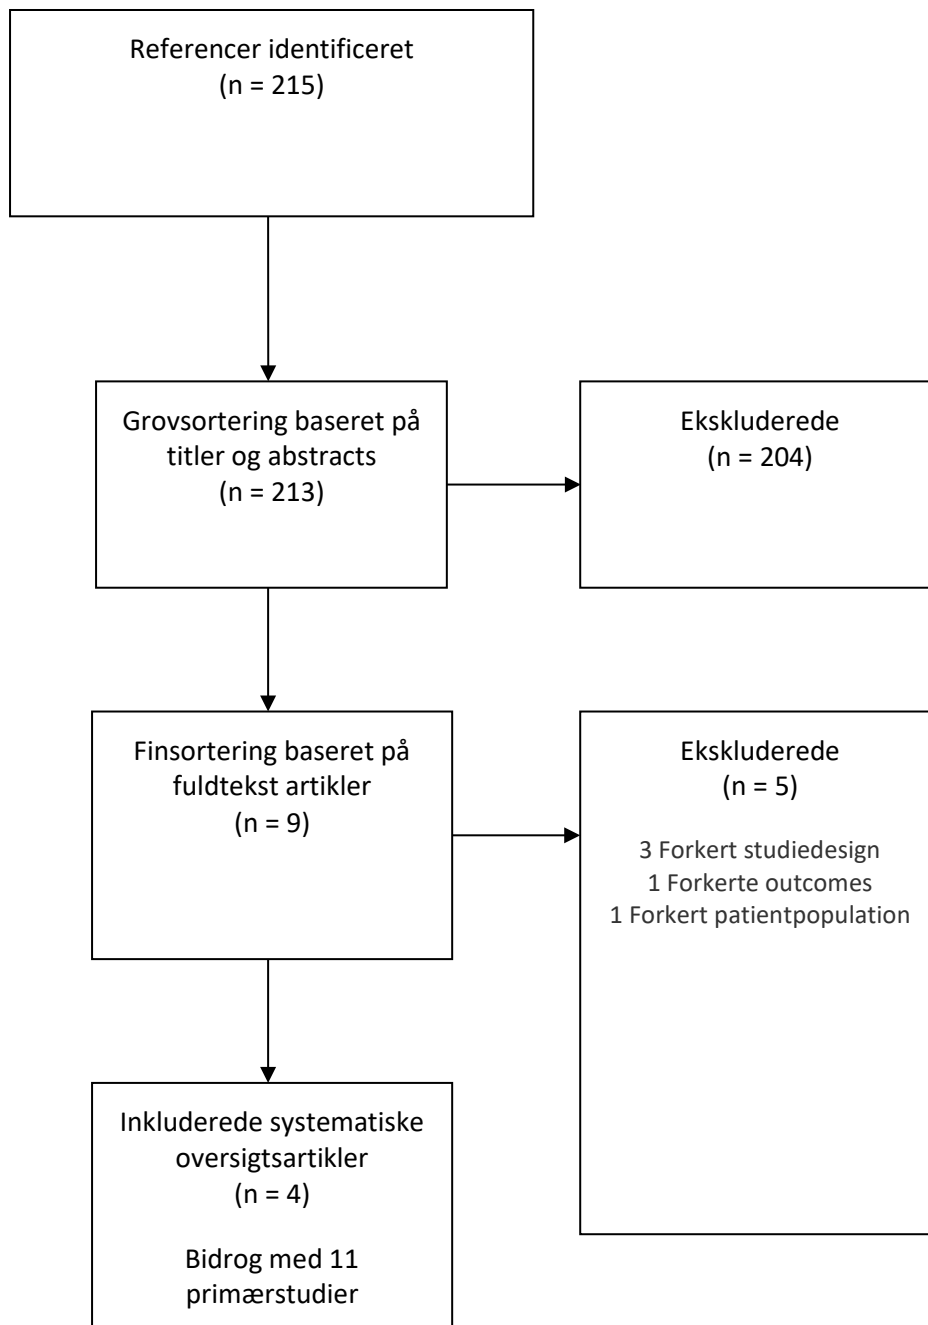 Referencer identificeret
(n = 215)
Grovsortering baseret på
titler og abstracts
(n = 213)
Ekskluderede
(n = 204)
Finsortering baseret på
fuldtekst artikler
(n = 9)
Ekskluderede
(n = 5)
3 Forkert studiedesign
1 Forkerte outcomes
1 Forkert patientpopulation
Inkluderede systematiske
oversigtsartikler
(n = 4)
Bidrog med 11
primærstudier